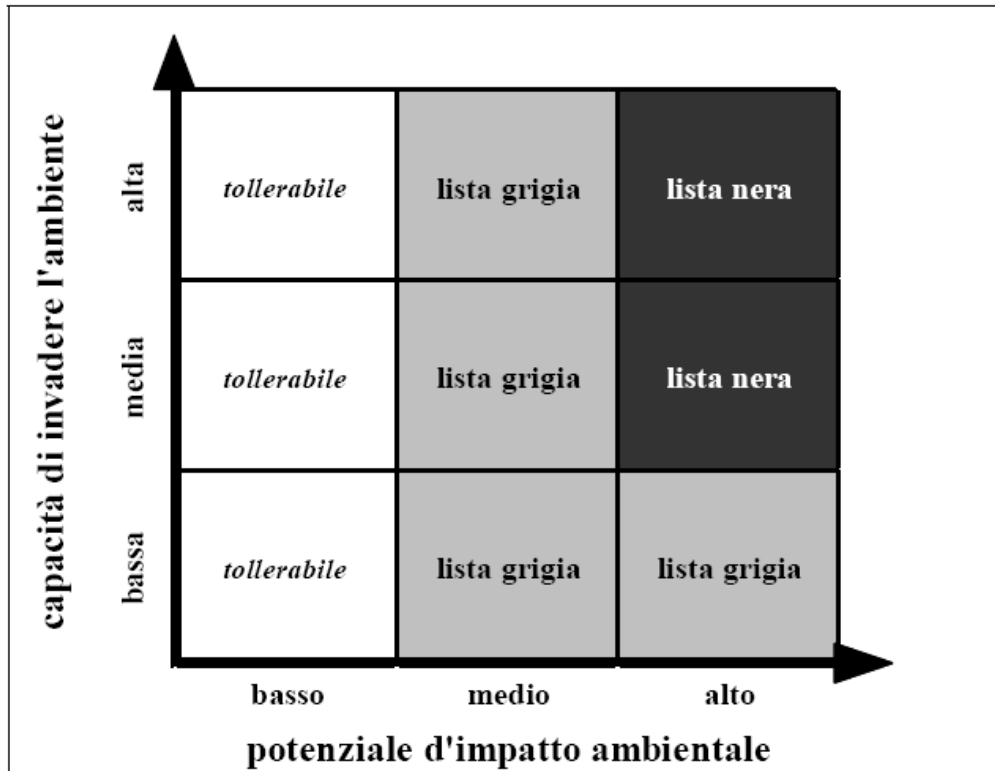 capacità di invadere l'ambiente
alta
tollerabile
lista grigia
lista nera
media
tollerabile
lista grigia
lista nera
bassa
tollerabile
lista grigia
lista grigia
basso
medio
alto
potenziale d'impatto ambientale